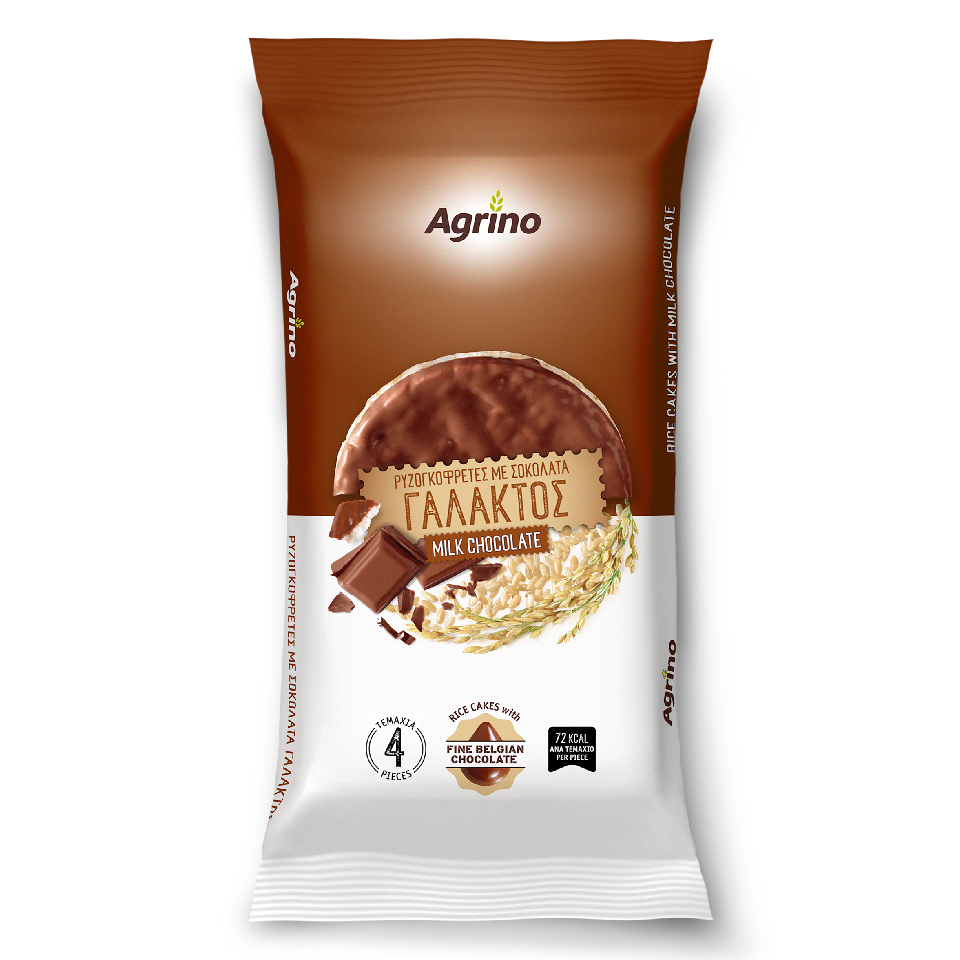 Agrino
ΡΥΖΟΓΚΟΦΡΕΤΕΣ ΜΕ ΣΟΚΟΛΑΤΑ
ΓΑΛΑΚΤΟΣ
MILK CHOCOLATE
ΤΕΜΑΧΙΑ
4
PIECES
RICE CAKES with
FINE BELGIAN
CHOCOLATE
72 KCAL
ΑΝΑ ΤΕΜΑΧΙΟ
PER PIECE
Agrino
ΡΥΖΟΓΚΟΦΡΕΤΕΣ ΜΕ ΣΟΚΟΛΑΤΑ ΓΑΛΑΚΤΟΣ
RICE CAKES WITH MILK CHOCOLATE
Agrino